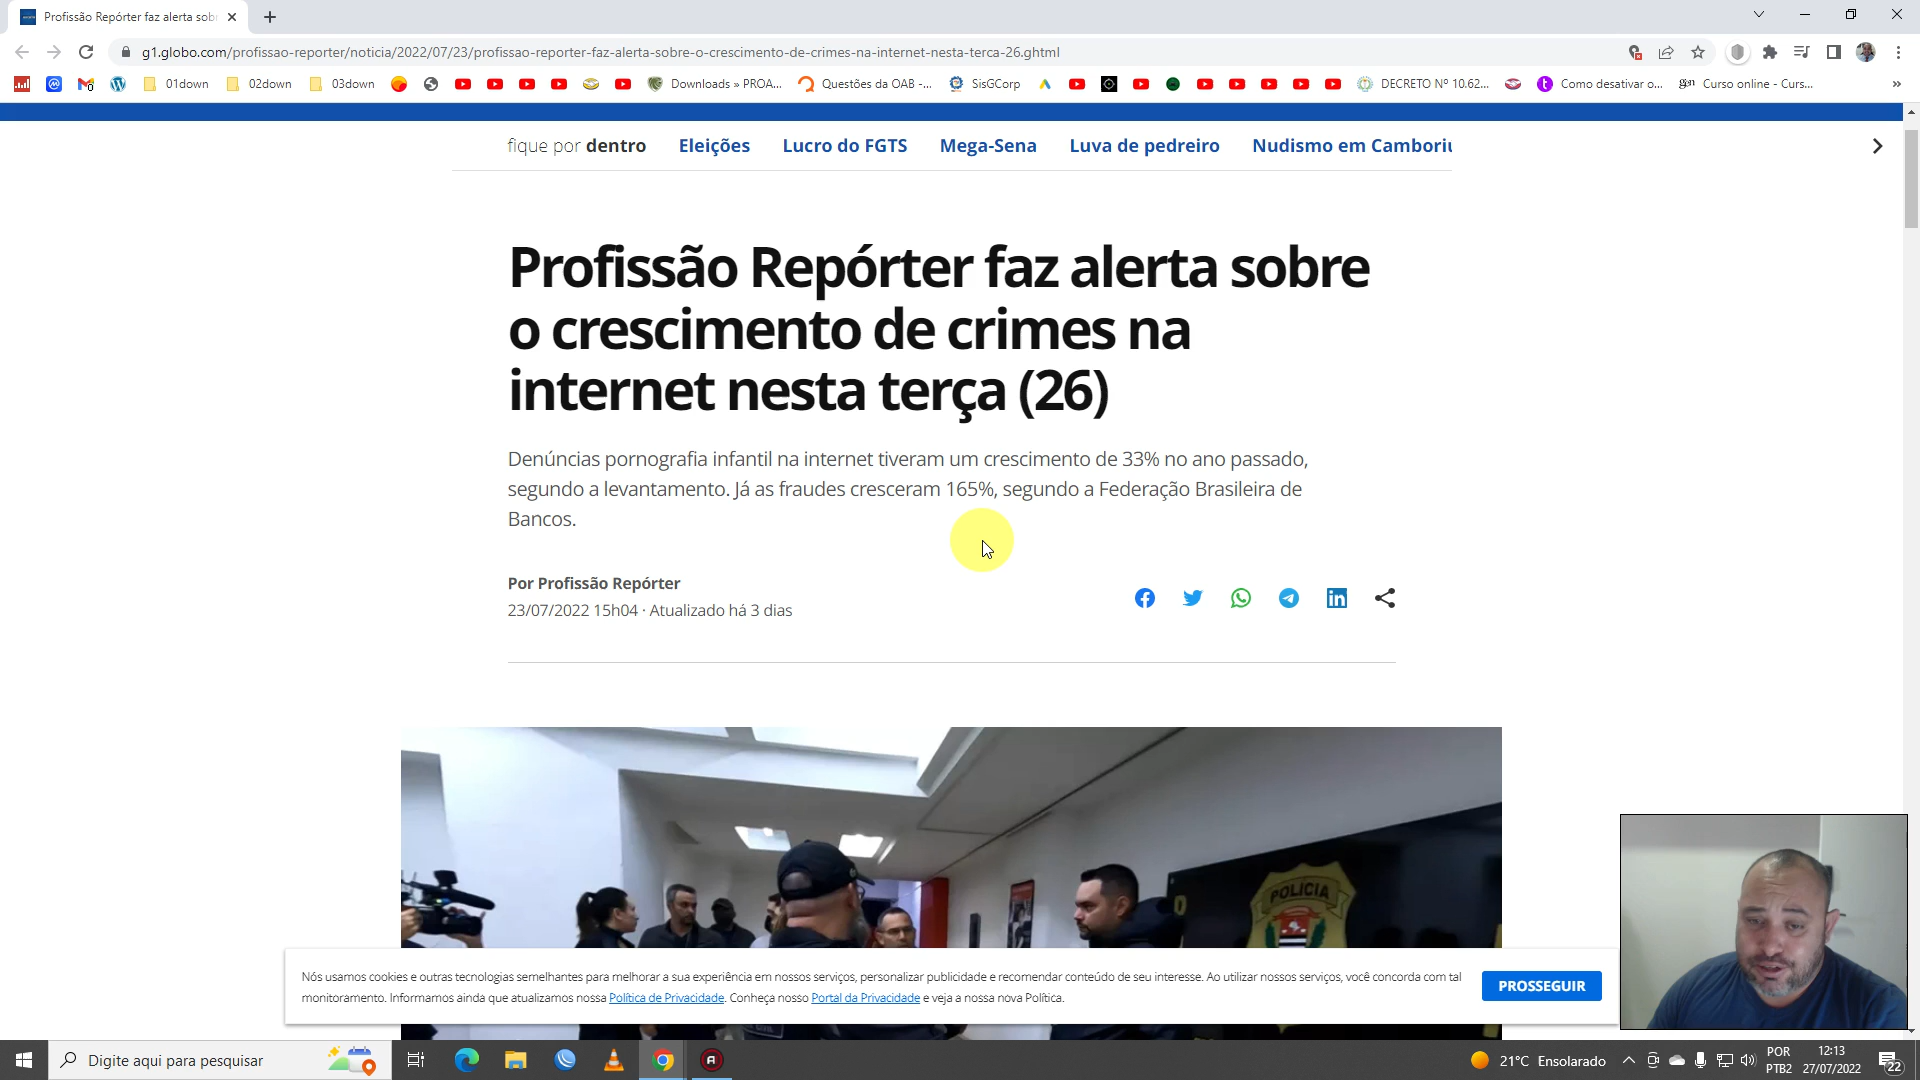 Profissão Repórter faz alerta sob
g1.globo.com/profissao-reporter/noticia/2022/07/23/profissao-reporter-faz-alerta-sobre-o-crescimento-de-crimes-na-internet-nesta-terca-26.ghtml
01down 02down 03down Downloads » PROA... Questões da OAB -... SisGCorp DECRETO Nº 10.62... Como desativar o... gen Curso online - Curs... »
fique por dentro Eleições Lucro do FGTS Mega-Sena Luva de pedreiro Nudismo em Camboriú
Profissão Repórter faz alerta sobre
o crescimento de crimes na
internet nesta terça (26)
Denúncias pornografia infantil na internet tiveram um crescimento de 33% no ano passado,
segundo a levantamento. Já as fraudes cresceram 165%, segundo a Federação Brasileira de
Bancos.
Por Profissão Repórter
23/07/2022 15h04 · Atualizado há 3 dias
POLICIA
Nós usamos cookies e outras tecnologias semelhantes para melhorar a sua experiência em nossos serviços, personalizar publicidade e recomendar conteúdo de seu interesse. Ao utilizar nossos serviços, você concorda com tal
monitoramento. Informamos ainda que atualizamos nossa Política de Privacidade. Conheça nosso Portal da Privacidade e veja a nossa nova Política.
PROSSEGUIR
Digite aqui para pesquisar
21°C Ensolarado
POR
PTB2
12:13
27/07/2022
22